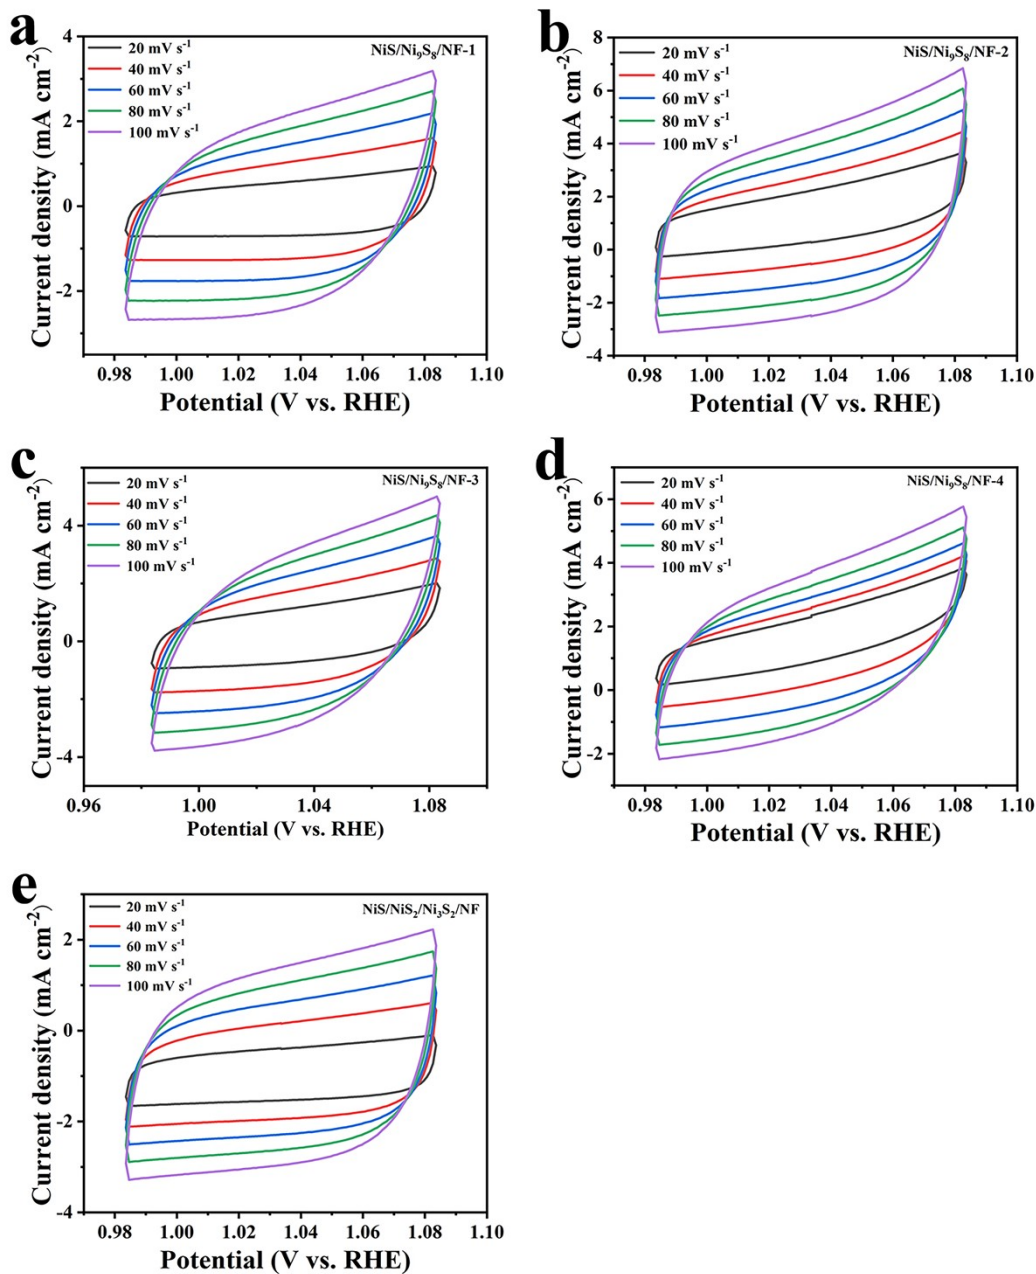 a
NiS/Ni₉S₈/NF-1
20 mV s⁻¹
40 mV s⁻¹
60 mV s⁻¹
80 mV s⁻¹
100 mV s⁻¹
4
2
0
-2
Current density (mA cm⁻²)
0.98 1.00 1.02 1.04 1.06 1.08 1.10
Potential (V vs. RHE)
b
NiS/Ni₉S₈/NF-2
20 mV s⁻¹
40 mV s⁻¹
60 mV s⁻¹
80 mV s⁻¹
100 mV s⁻¹
8
6
4
2
0
-2
-4
Current density (mA cm⁻²)
0.98 1.00 1.02 1.04 1.06 1.08 1.10
Potential (V vs. RHE)
c
NiS/Ni₉S₈/NF-3
20 mV s⁻¹
40 mV s⁻¹
60 mV s⁻¹
80 mV s⁻¹
100 mV s⁻¹
4
0
-4
Current density (mA cm⁻²)
0.96 1.00 1.04 1.08
Potential (V vs. RHE)
d
NiS/Ni₉S₈/NF-4
20 mV s⁻¹
40 mV s⁻¹
60 mV s⁻¹
80 mV s⁻¹
100 mV s⁻¹
6
4
2
0
-2
Current density (mA cm⁻²)
0.98 1.00 1.02 1.04 1.06 1.08 1.10
Potential (V vs. RHE)
e
NiS/NiS₂/Ni₃S₂/NF
20 mV s⁻¹
40 mV s⁻¹
60 mV s⁻¹
80 mV s⁻¹
100 mV s⁻¹
2
0
-2
-4
Current density (mA cm⁻²)
0.98 1.00 1.02 1.04 1.06 1.08 1.10
Potential (V vs. RHE)